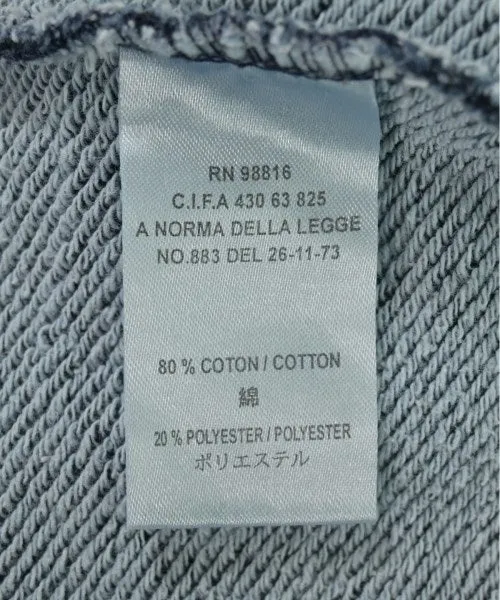 RN 98816
C.I.F.A 430 63 825
A NORMA DELLA LEGGE
NO.883 DEL 26-11-73
80 % COTON / COTTON
綿
20 % POLYESTER / POLYESTER
ポリエステル